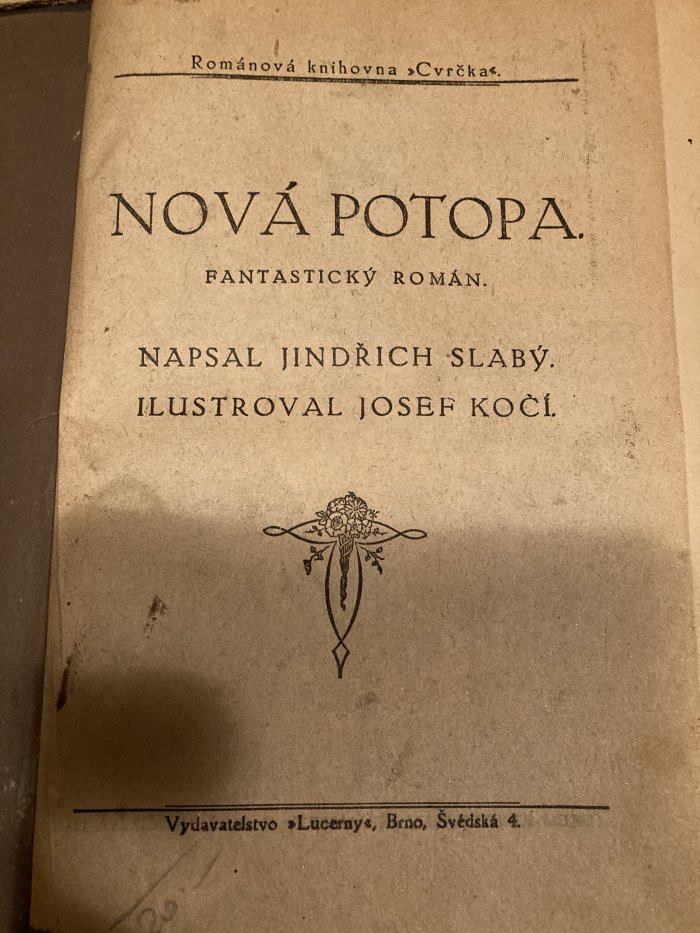 Románová knihovna »Cvrčka«.
NOVÁ POTOPA.
FANTASTICKÝ ROMÁN.
NAPSAL JINDŘICH SLABÝ.
ILUSTROVAL JOSEF KOČÍ.
Vydavatelstvo »Lucerny«, Brno, Švédská 4.